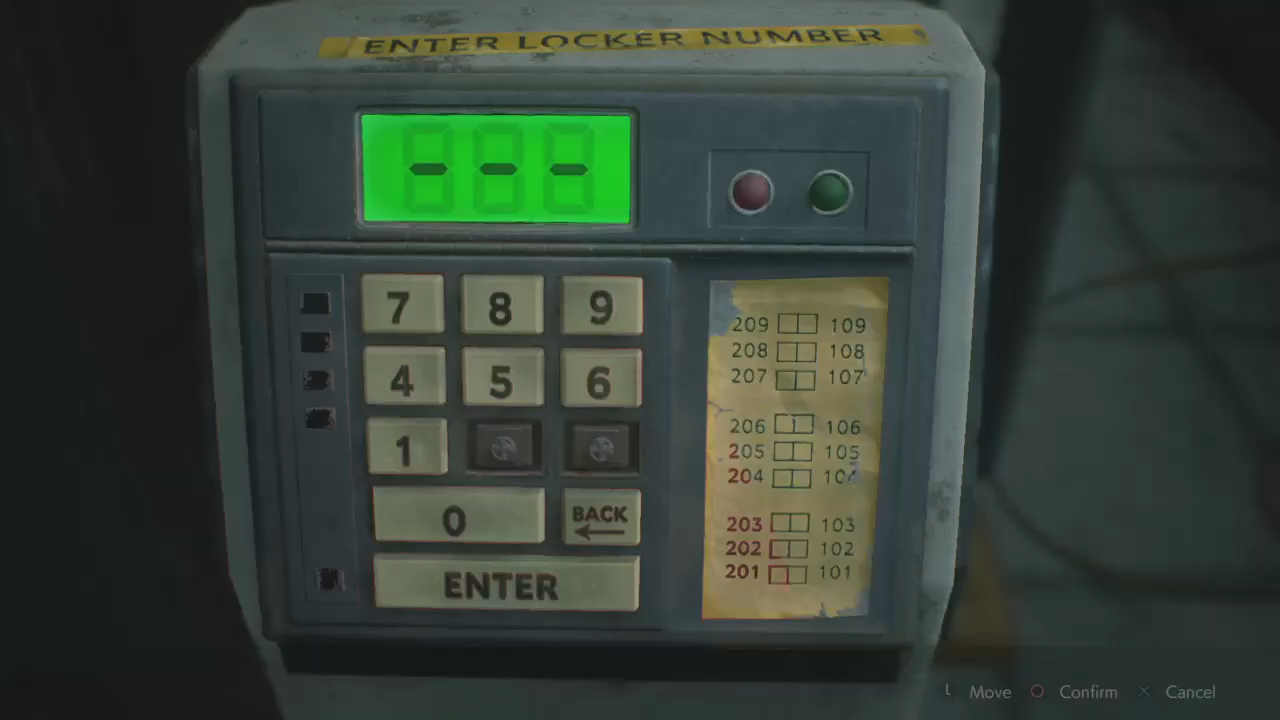 ENTER LOCKER NUMBER
- - -
7 8 9
4 5 6
1
0 BACK
ENTER
209 109
208 108
207 107
206 106
205 105
204 104
203 103
202 102
201 101
L Move Confirm Cancel